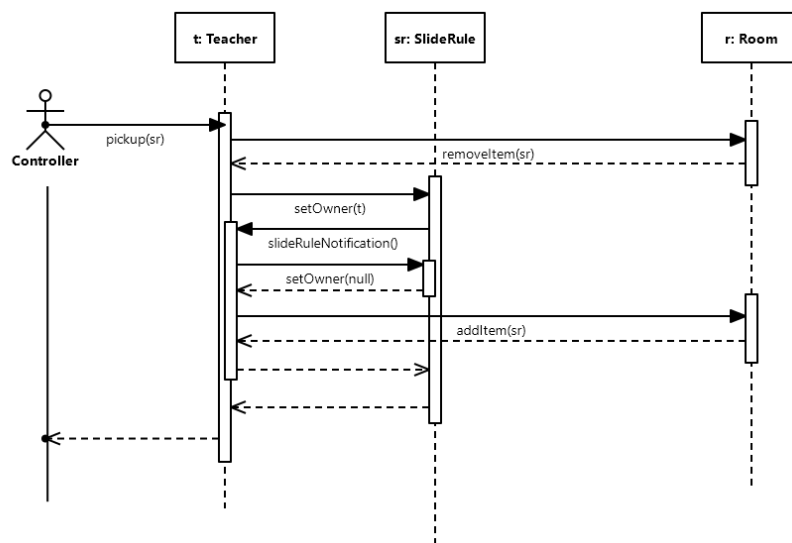 t: Teacher
sr: SlideRule
r: Room
Controller
pickup(sr)
removeItem(sr)
setOwner(t)
slideRuleNotification()
setOwner(null)
addItem(sr)